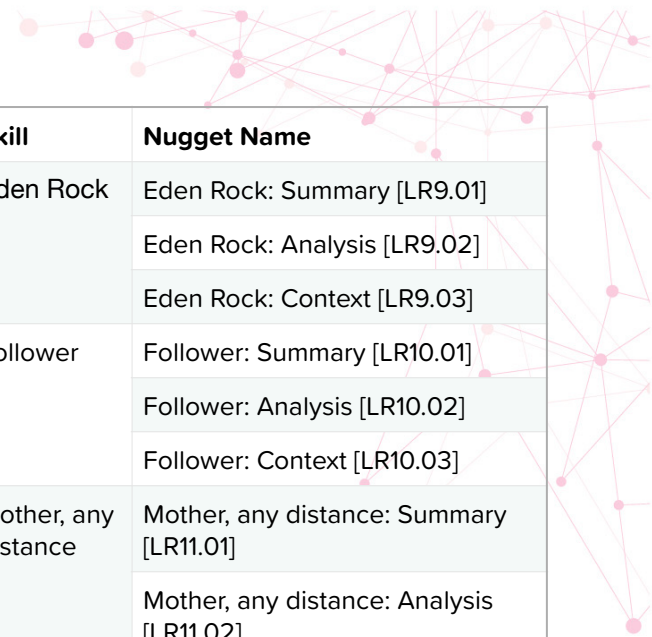 kill Nugget Name
den Rock Eden Rock: Summary [LR9.01]
Eden Rock: Analysis [LR9.02]
Eden Rock: Context [LR9.03]
ollower Follower: Summary [LR10.01]
Follower: Analysis [LR10.02]
Follower: Context [LR10.03]
other, any Mother, any distance: Summary
stance [LR11.01]
Mother, any distance: Analysis
[LR11.02]